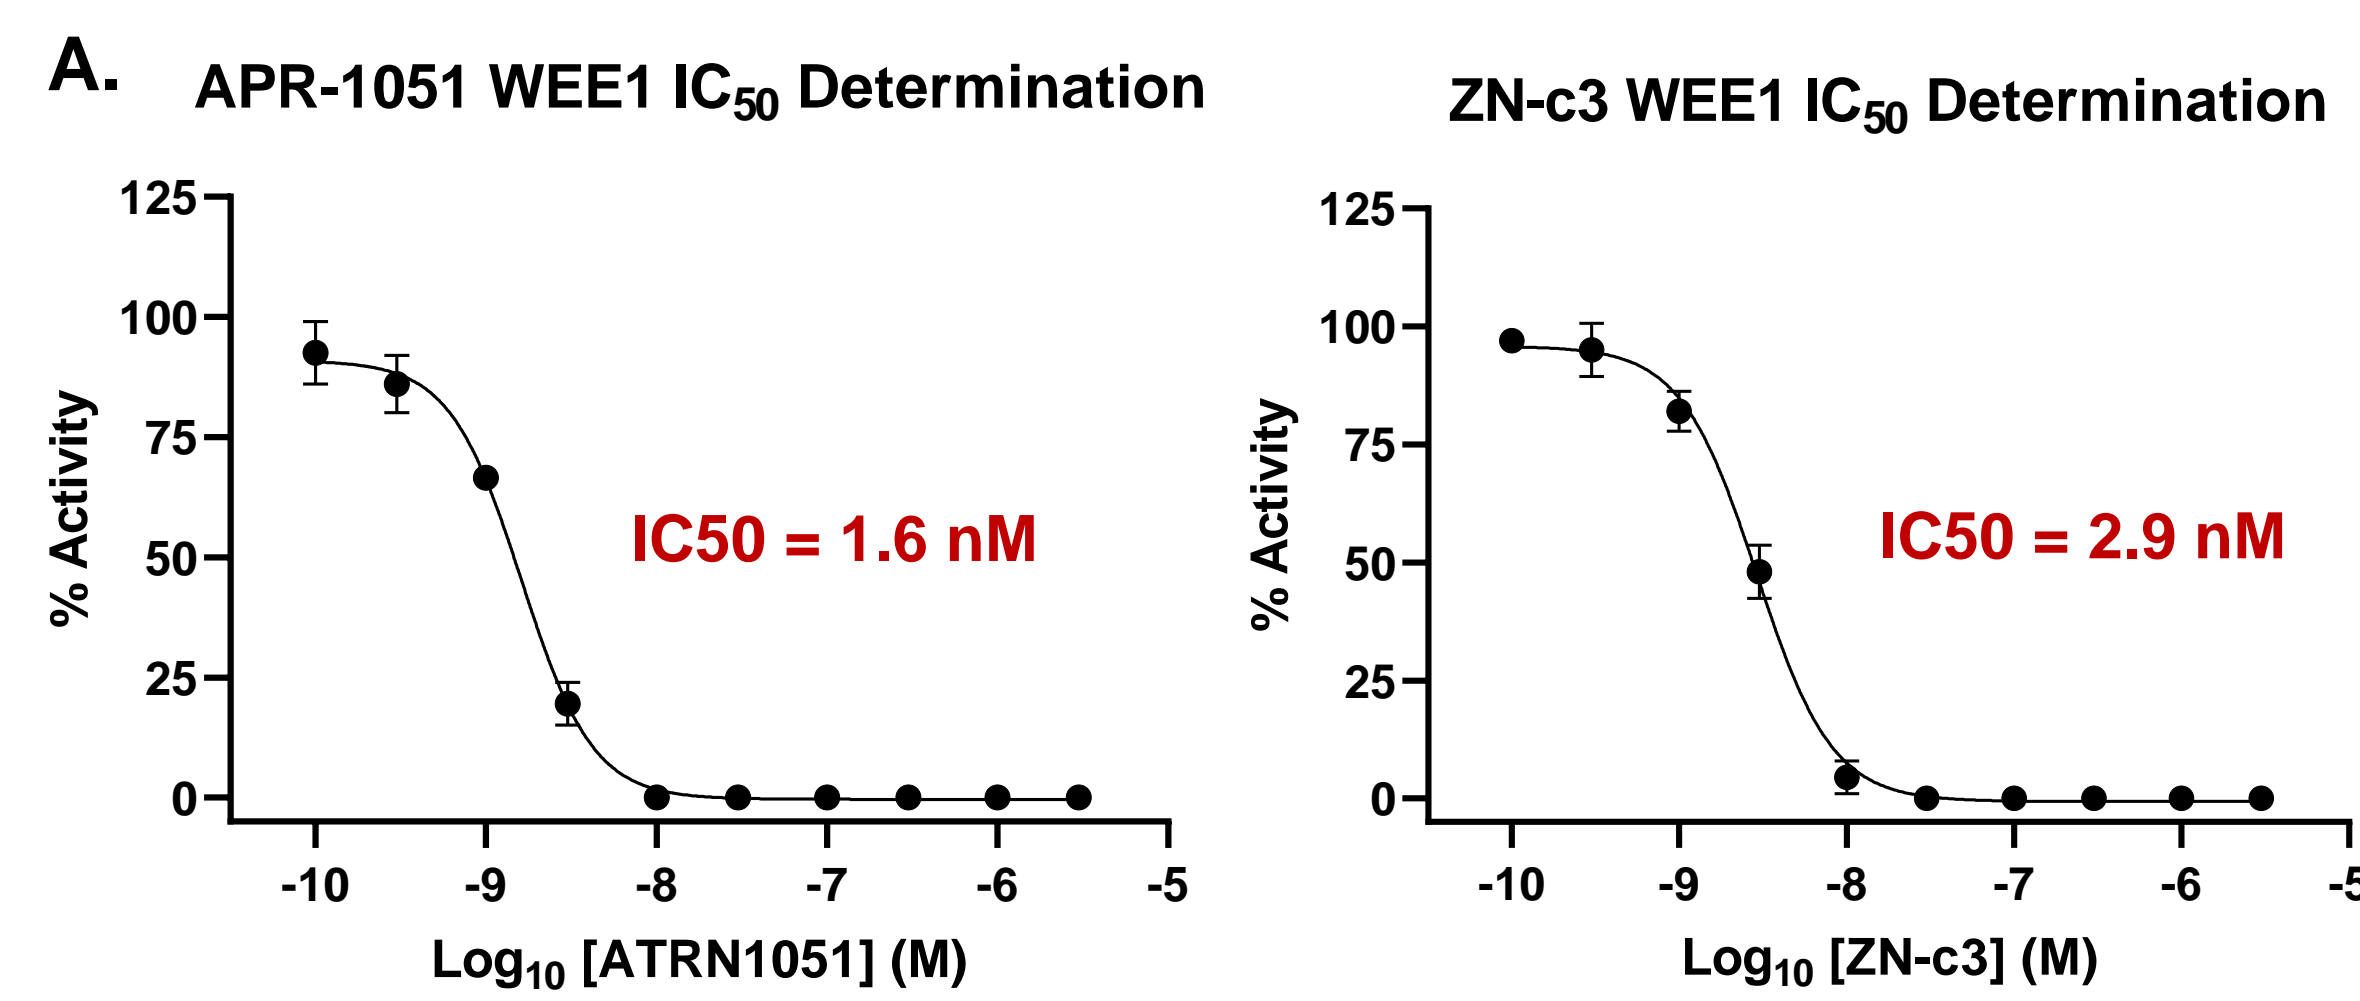 A.
APR-1051 WEE1 IC50 Determination
125
100
75
50
25
0
% Activity
IC50 = 1.6 nM
-10 -9 -8 -7 -6 -5
Log10 [ATRN1051] (M)
ZN-c3 WEE1 IC50 Determination
125
100
75
50
25
0
% Activity
IC50 = 2.9 nM
-10 -9 -8 -7 -6 -5
Log10 [ZN-c3] (M)